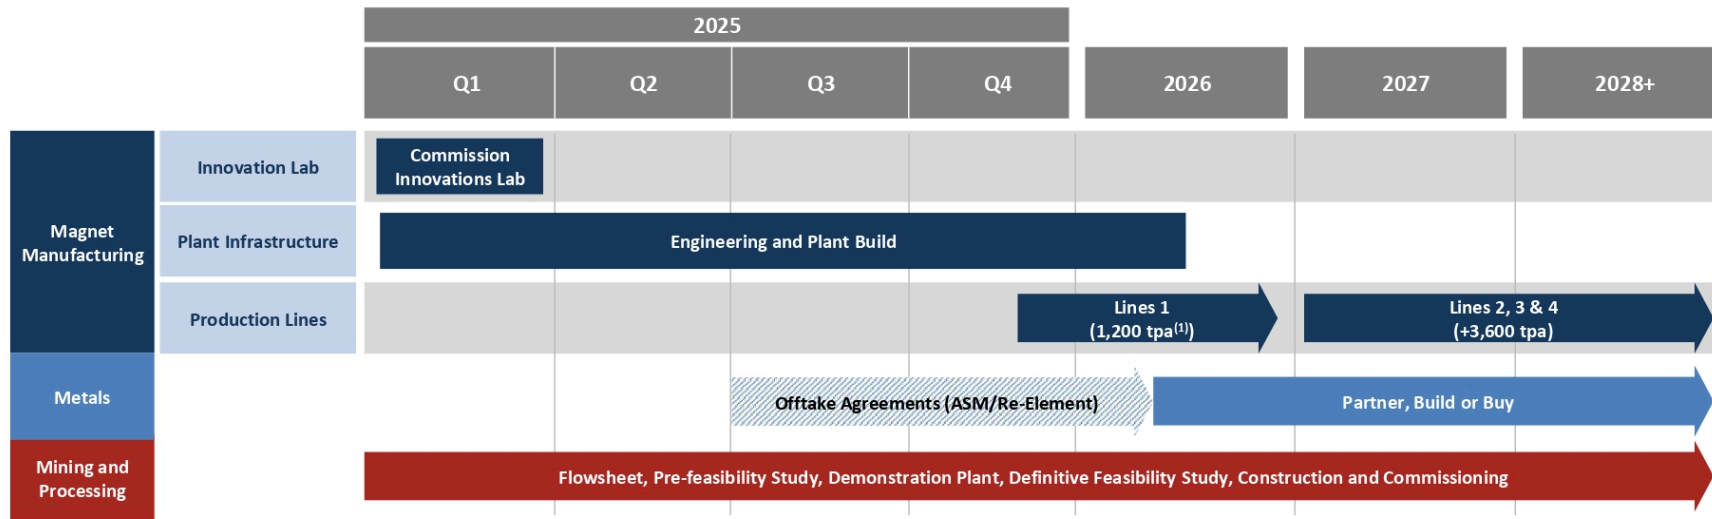 2025
Q1
Q2
Q3
Q4
2026
2027
2028+
Magnet
Manufacturing
Innovation Lab
Commission
Innovations Lab
Plant Infrastructure
Engineering and Plant Build
Production Lines
Lines 1
(1,200 tpa(1))
Lines 2, 3 & 4
(+3,600 tpa)
Metals
Offtake Agreements (ASM/Re-Element)
Partner, Build or Buy
Mining and
Processing
Flowsheet, Pre-feasibility Study, Demonstration Plant, Definitive Feasibility Study, Construction and Commissioning